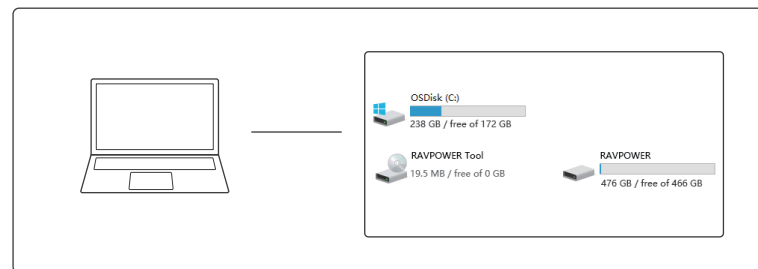 OSDisk (C:)
238 GB / free of 172 GB
RAVPOWER Tool
19.5 MB / free of 0 GB
RAVPOWER
476 GB / free of 466 GB